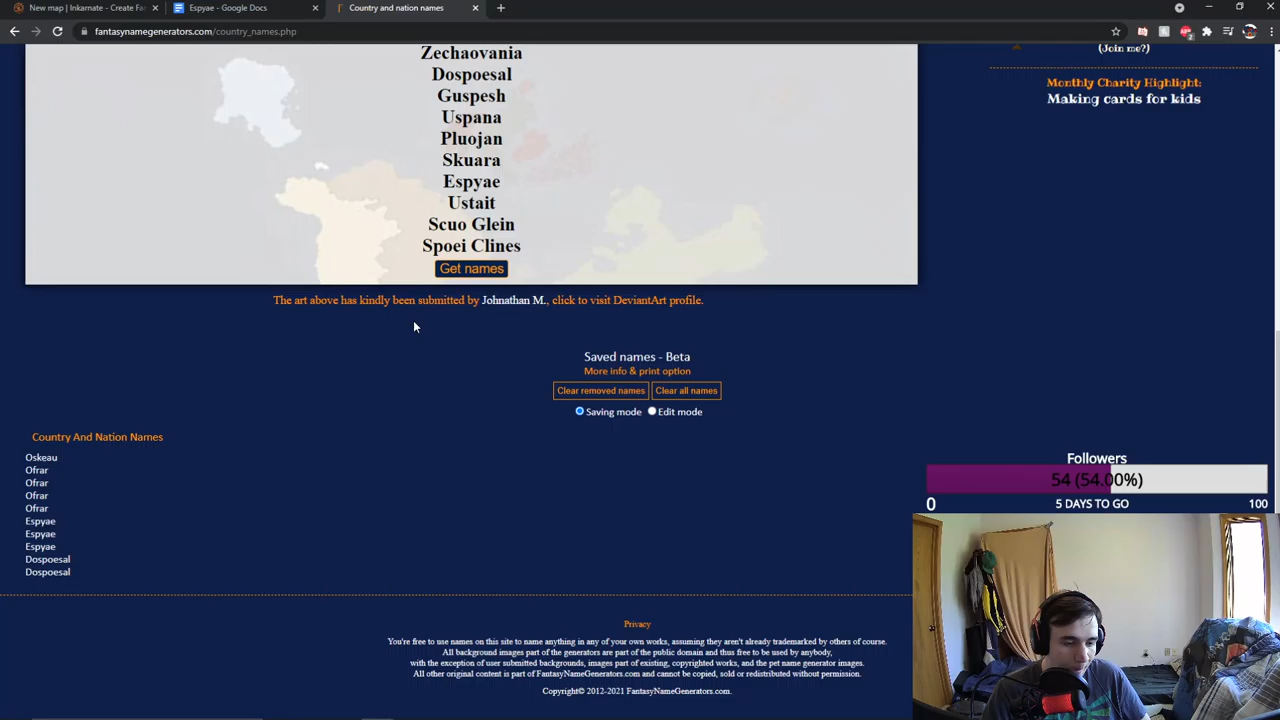 New map | Inkarnate - Create Fa
Espyae - Google Docs
Country and nation names
fantasynamegenerators.com/country_names.php
Zechaovania
Dospoesal
Guspesh
Uspana
Pluojan
Skuara
Espyae
Ustait
Scuo Glein
Spoei Clines
Get names
The art above has kindly been submitted by Johnathan M., click to visit DeviantArt profile.
(Join me?)
Monthly Charity Highlight:
Making cards for kids
Saved names - Beta
More info & print option
Clear removed names
Clear all names
Saving mode
Edit mode
Country And Nation Names
Oskeau
Ofrar
Ofrar
Ofrar
Ofrar
Espyae
Espyae
Espyae
Dospoesal
Dospoesal
Followers
54 (54.00%)
0
5 DAYS TO GO
100
Privacy
You're free to use names on this site to name anything in any of your own works, assuming they aren't already trademarked by others of course.
All background images part of the generators are part of the public domain and thus free to be used by anybody,
with the exception of user submitted backgrounds, images part of existing, copyrighted works, and the pet name generator images.
All other original content is part of FantasyNameGenerators.com and cannot be copied, sold or redistributed without permission.
Copyright© 2012-2021 FantasyNameGenerators.com.